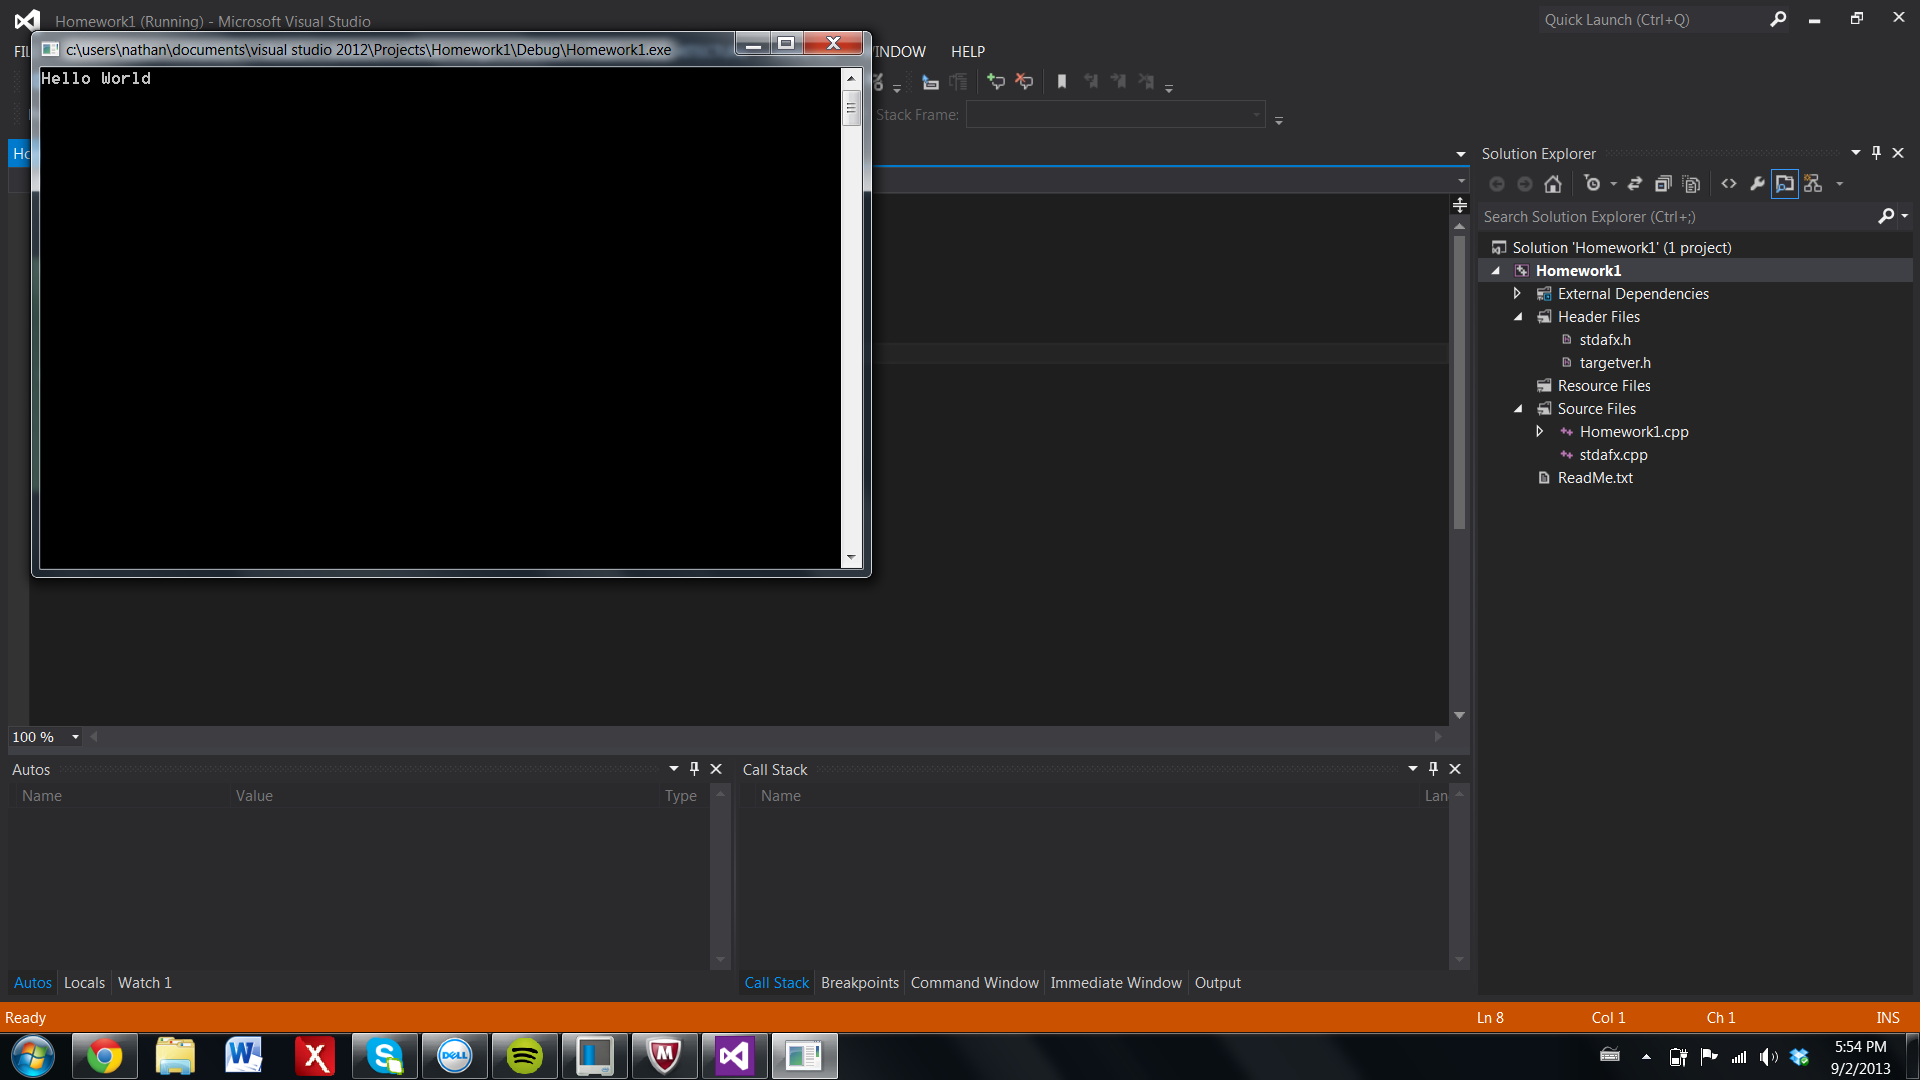 Homework1 (Running) - Microsoft Visual Studio
Quick Launch (Ctrl+Q)
WINDOW HELP
c:\users\nathan\documents\visual studio 2012\Projects\Homework1\Debug\Homework1.exe
Hello World
Stack Frame:
Solution Explorer
Search Solution Explorer (Ctrl+;)
Solution 'Homework1' (1 project)
Homework1
External Dependencies
Header Files
stdafx.h
targetver.h
Resource Files
Source Files
Homework1.cpp
stdafx.cpp
ReadMe.txt
100 %
Autos
Name Value Type
Autos Locals Watch 1
Call Stack
Name Lan
Call Stack Breakpoints Command Window Immediate Window Output
Ready
Ln 8 Col 1 Ch 1 INS
W
X
S
DELL
5:54 PM
9/2/2013